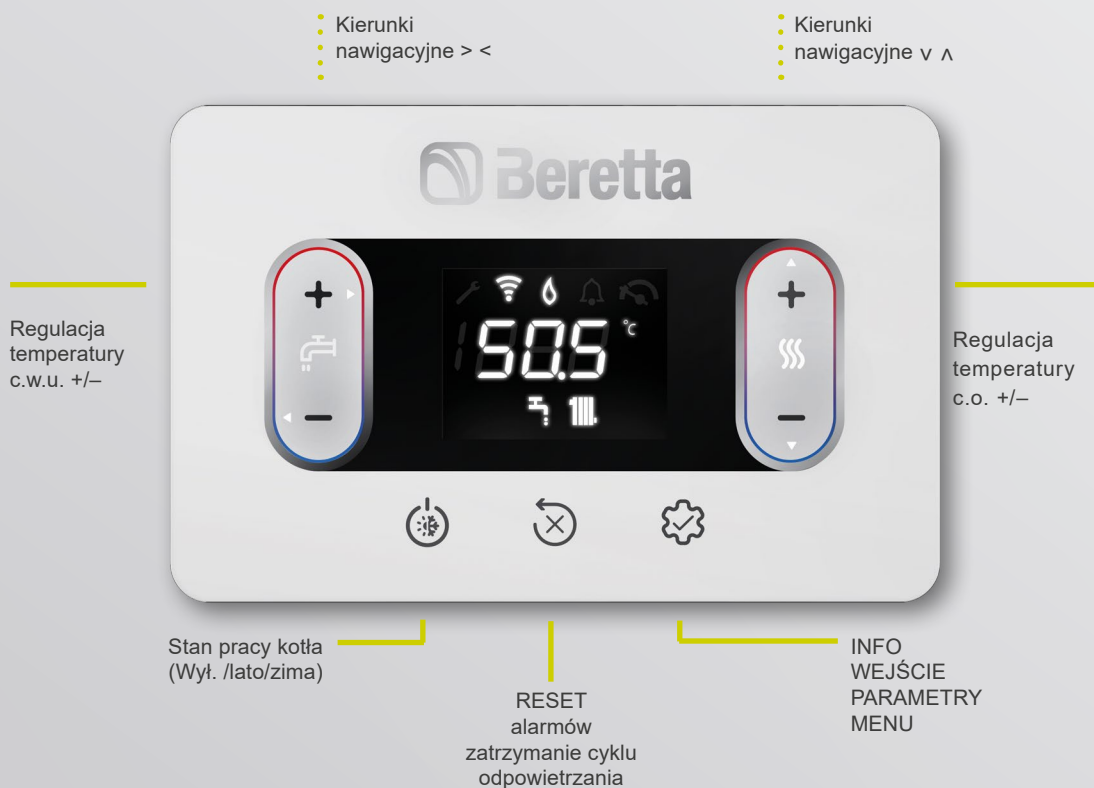 Kierunki
nawigacyjne > <
Kierunki
nawigacyjne v ʌ
Beretta
50.5 °C
Regulacja
temperatury
c.w.u. +/–
Regulacja
temperatury
c.o. +/–
Stan pracy kotła
(Wył. /lato/zima)
RESET
alarmów
zatrzymanie cyklu
odpowietrzania
INFO
WEJŚCIE
PARAMETRY
MENU